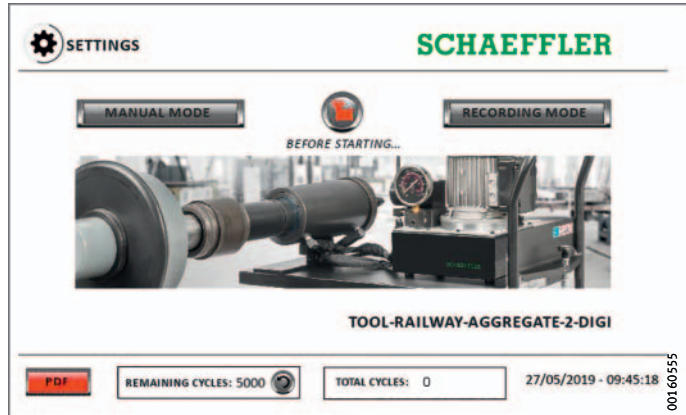 SETTINGS
SCHAEFFLER
MANUAL MODE
RECORDING MODE
BEFORE STARTING...
SCHAEFFLER
TOOL-RAILWAY-AGGREGATE-2-DIGI
PDF
REMAINING CYCLES: 5000
TOTAL CYCLES: 0
27/05/2019 - 09:45:18
00160555